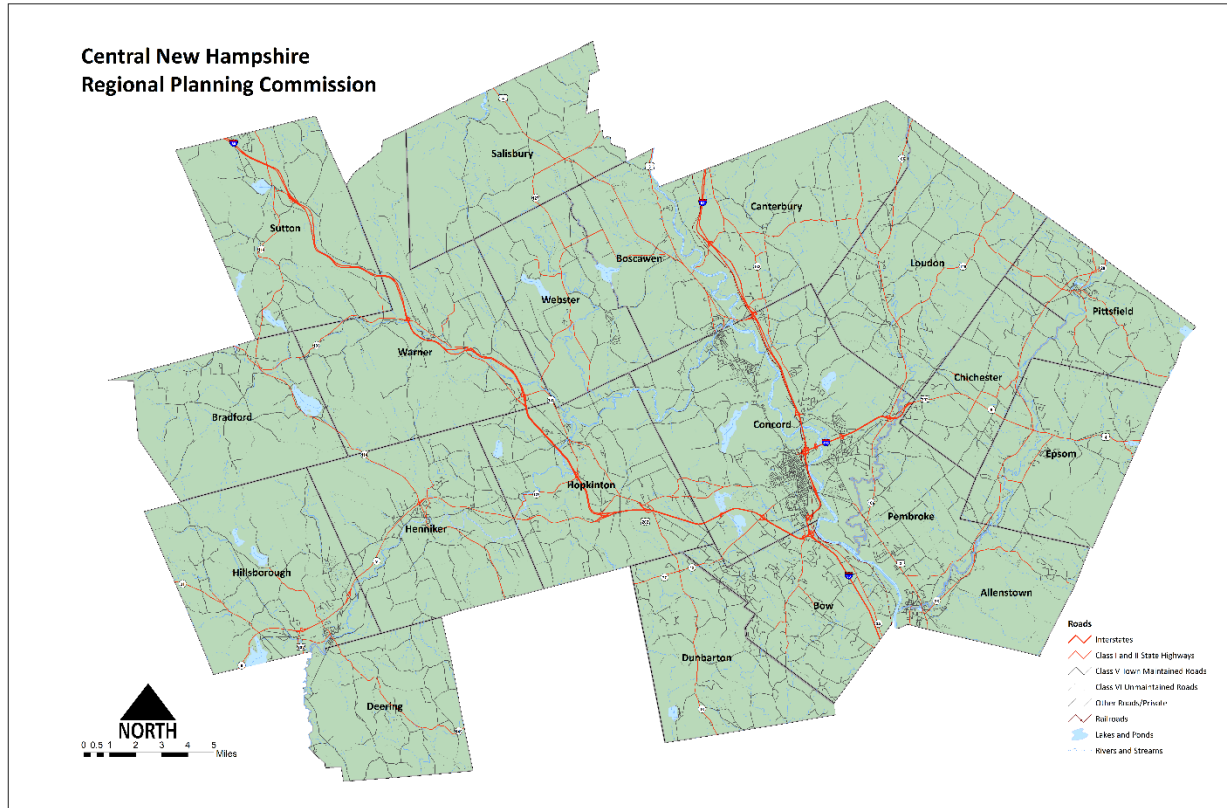 Central New Hampshire
Regional Planning Commission
Salisbury
Canterbury
Sutton
Boscawen
Loudon
Webster
Pittsfield
Warner
Chichester
Bradford
Concord
Epsom
Hopkinton
Henniker
Pembroke
Hillsborough
Allenstown
Bow
Dunbarton
Deering
NORTH
0 0.5 1 2 3 4 5
Miles
Roads
Interstates
Class I and II State Highways
Class V Town Maintained Roads
Class VI Unmaintained Roads
Other Roads/Private
Railroads
Lakes and Ponds
Rivers and Streams